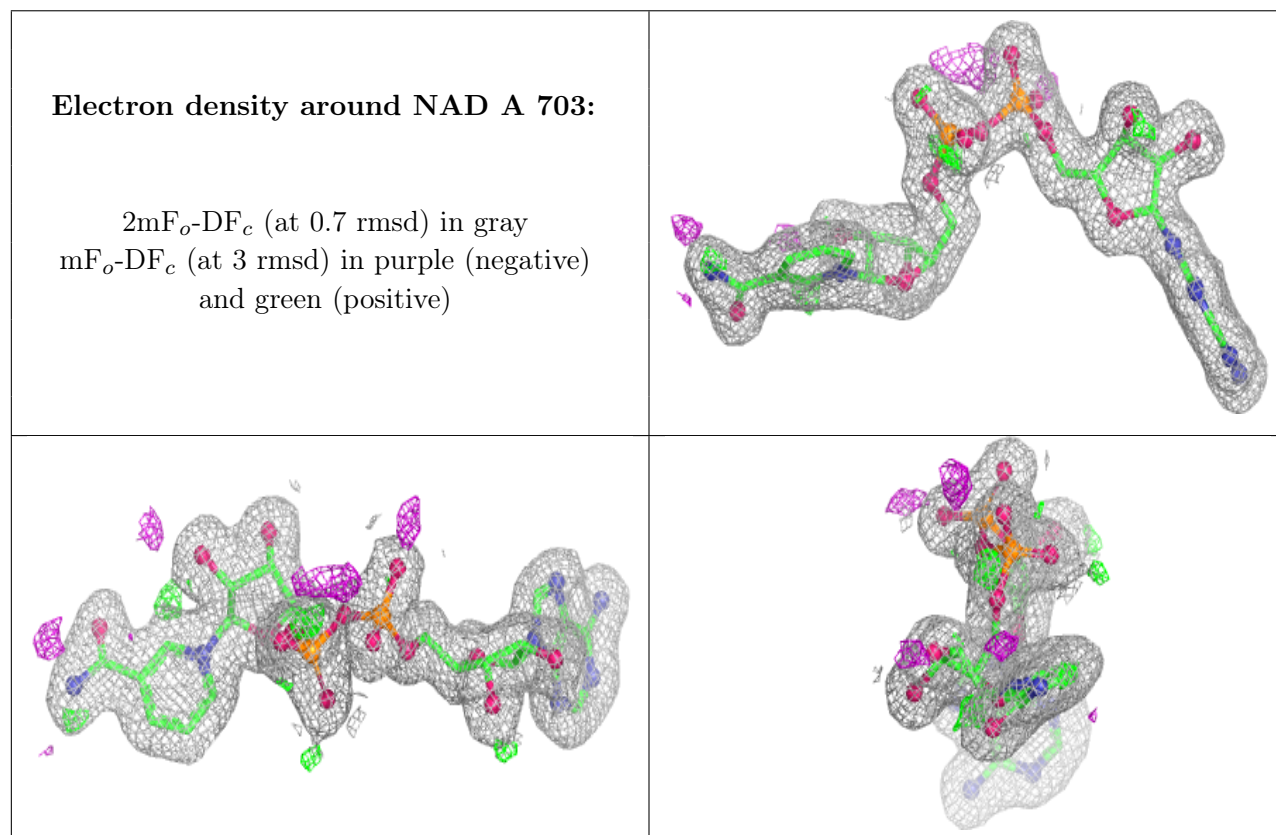 Electron density around NAD A 703:
2mFo-DFc (at 0.7 rmsd) in gray
mFo-DFc (at 3 rmsd) in purple (negative)
and green (positive)